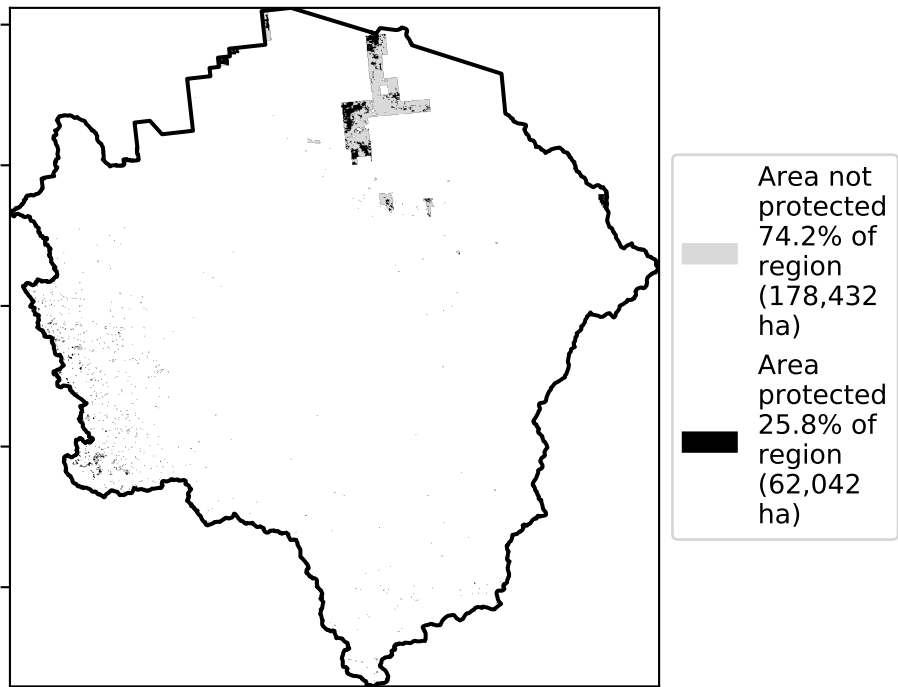 Area not
protected
74.2% of
region
(178,432
ha)
Area
protected
25.8% of
region
(62,042
ha)